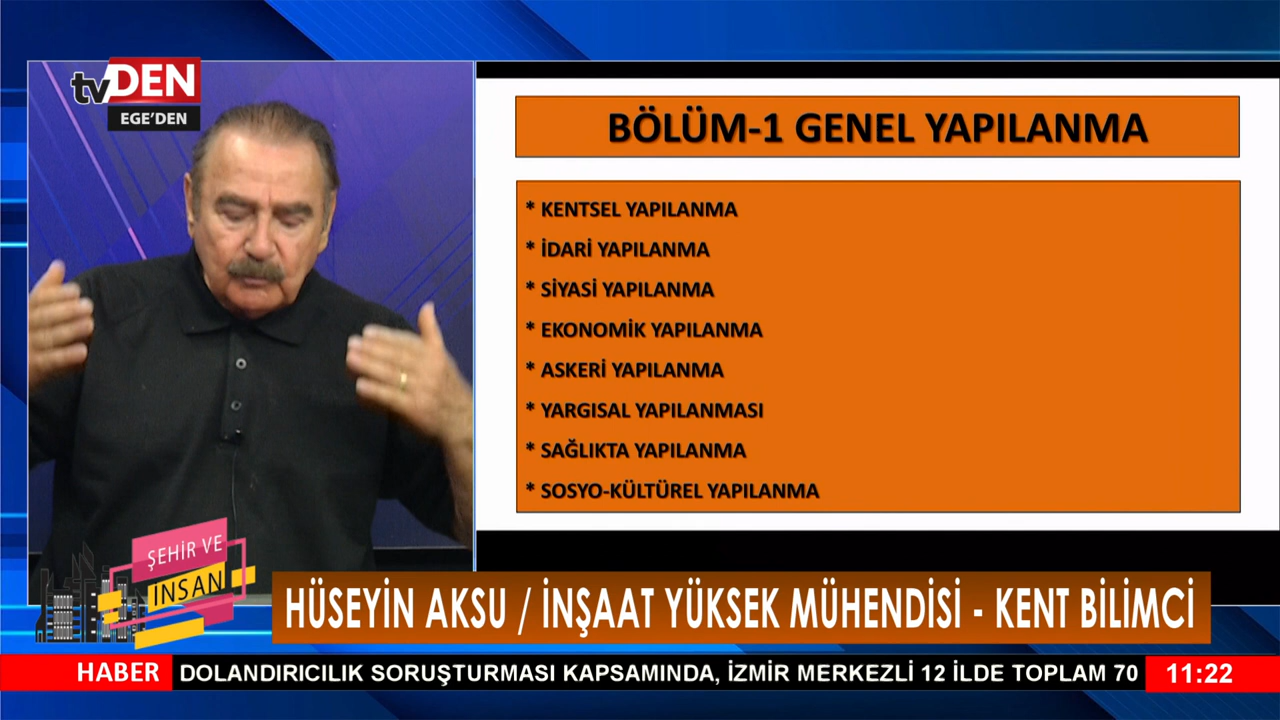 tvDEN
EGE'DEN
BÖLÜM-1 GENEL YAPILANMA
* KENTSEL YAPILANMA
* İDARİ YAPILANMA
* SİYASİ YAPILANMA
* EKONOMİK YAPILANMA
* ASKERİ YAPILANMA
* YARGISAL YAPILANMASI
* SAĞLIKTA YAPILANMA
* SOSYO-KÜLTÜREL YAPILANMA
ŞEHİR VE
INSAN
HÜSEYİN AKSU / İNŞAAT YÜKSEK MÜHENDİSİ - KENT BİLİMCİ
HABER DOLANDIRICILIK SORUŞTURMASI KAPSAMINDA, İZMİR MERKEZLİ 12 İLDE TOPLAM 70 11:22